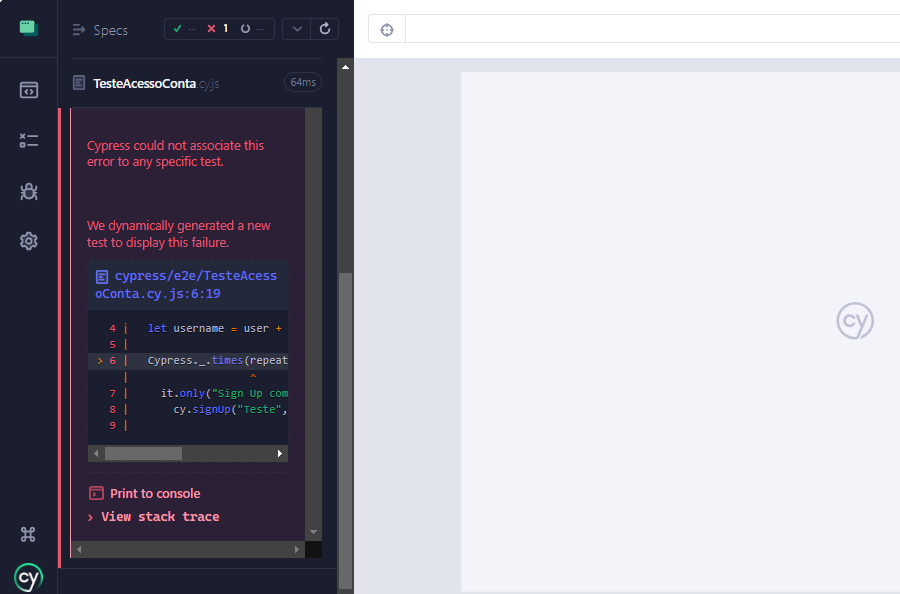 Specs
-- 1 --
TesteAcessoConta.cy.js 64ms
Cypress could not associate this
error to any specific test.
We dynamically generated a new
test to display this failure.
cypress/e2e/TesteAcess
oConta.cy.js:6:19
4 | let username = user +
5 |
> 6 | Cypress._.times(repeat
| ^
7 | it.only("Sign Up com
8 | cy.signUp("Teste",
9 |
Print to console
> View stack trace
cy
cy